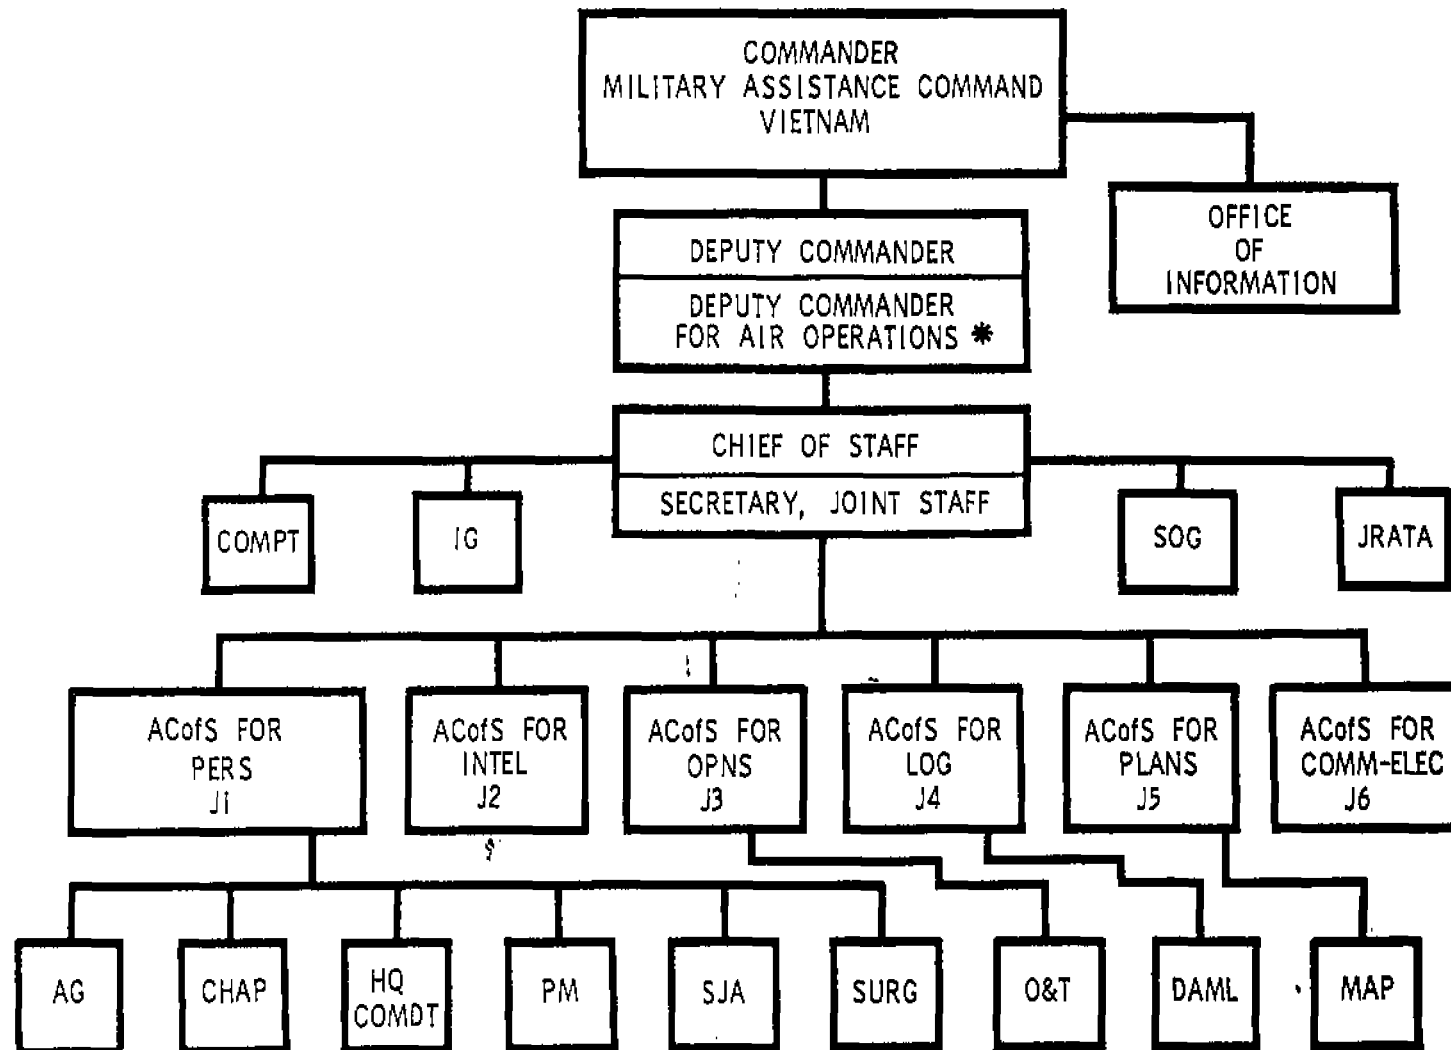 COMMANDER
MILITARY ASSISTANCE COMMAND
VIETNAM
OFFICE
OF
INFORMATION
DEPUTY COMMANDER
DEPUTY COMMANDER
FOR AIR OPERATIONS *
CHIEF OF STAFF
SECRETARY, JOINT STAFF
COMPT
IG
SOG
JRATA
ACofS FOR
PERS
J1
ACofS FOR
INTEL
J2
ACofS FOR
OPNS
J3
ACofS FOR
LOG
J4
ACofS FOR
PLANS
J5
ACofS FOR
COMM-ELEC
J6
AG
CHAP
HQ
COMDT
PM
SJA
SURG
O&T
DAML
MAP